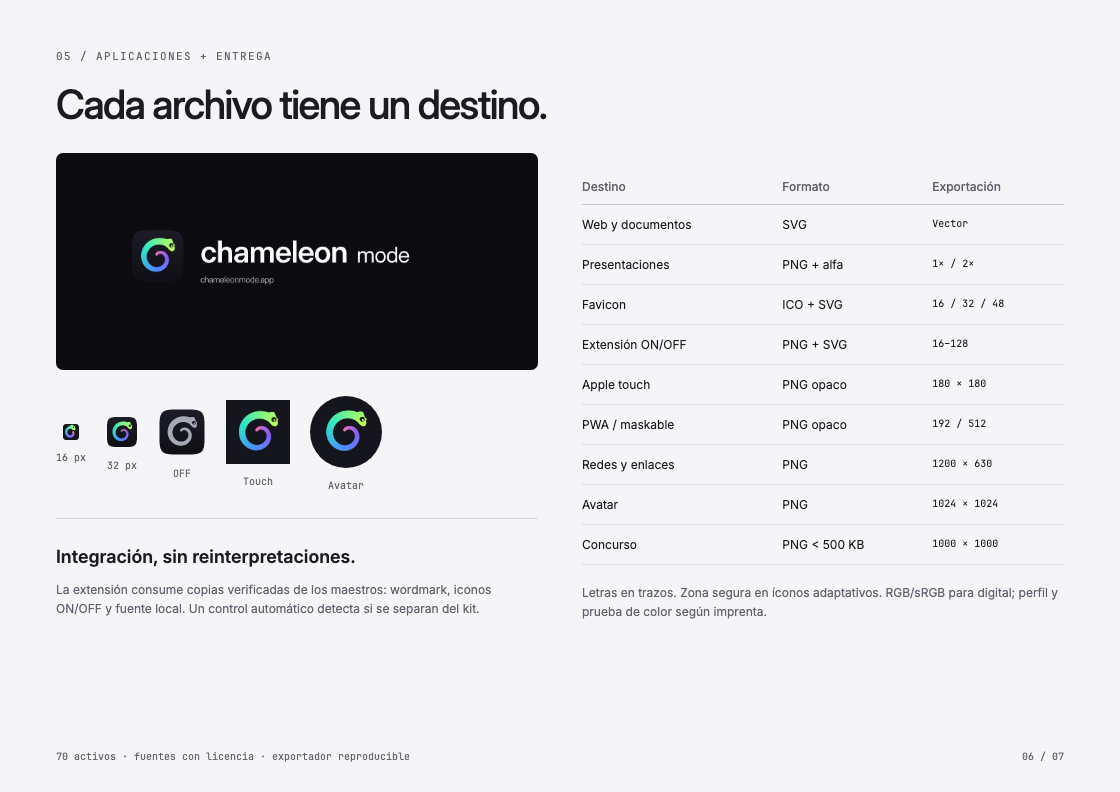 05 / APLICACIONES + ENTREGA
Cada archivo tiene un destino.
chameleon mode
chameleonmode.app
16 px
32 px
OFF
Touch
Avatar
Integración, sin reinterpretaciones.
La extensión consume copias verificadas de los maestros: wordmark, iconos
ON/OFF y fuente local. Un control automático detecta si se separan del kit.
Destino Formato Exportación
Web y documentos SVG Vector
Presentaciones PNG + alfa 1× / 2×
Favicon ICO + SVG 16 / 32 / 48
Extensión ON/OFF PNG + SVG 16–128
Apple touch PNG opaco 180 × 180
PWA / maskable PNG opaco 192 / 512
Redes y enlaces PNG 1200 × 630
Avatar PNG 1024 × 1024
Concurso PNG < 500 KB 1000 × 1000
Letras en trazos. Zona segura en íconos adaptativos. RGB/sRGB para digital; perfil y
prueba de color según imprenta.
70 activos · fuentes con licencia · exportador reproducible
06 / 07